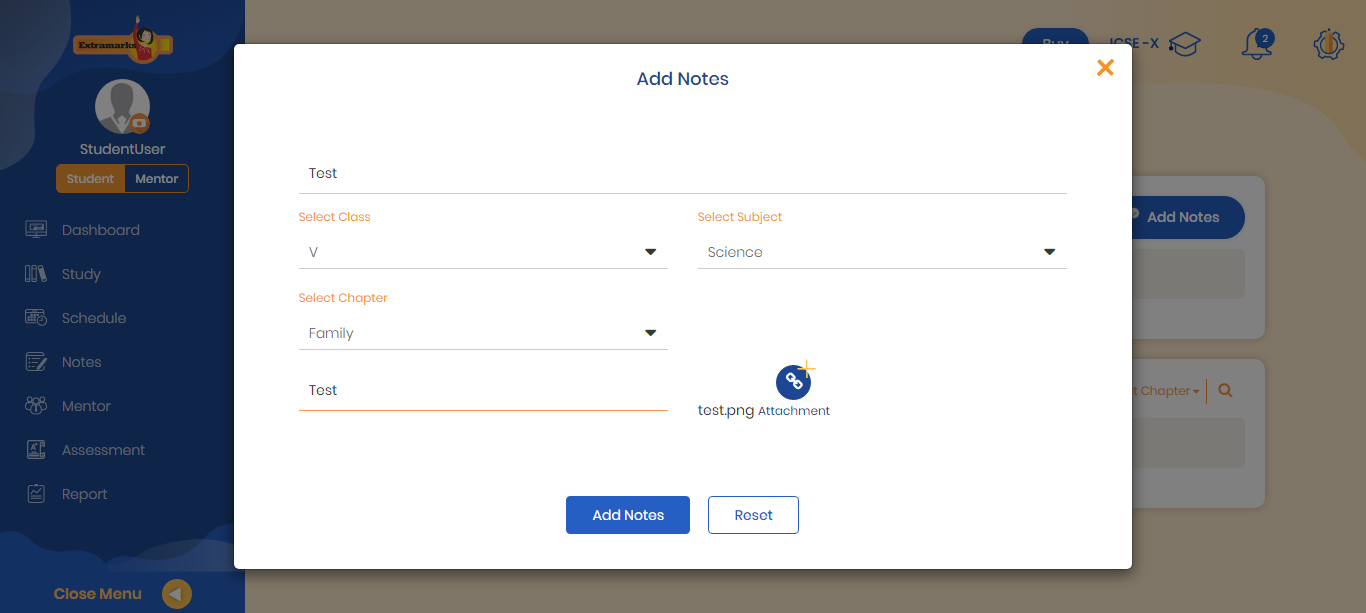 Extramarks
StudentUser
Student Mentor
Dashboard
Study
Schedule
Notes
Mentor
Assessment
Report
Close Menu
Buy
ICSE -X
2
Add Notes
Test
Select Class
Select Subject
V
Science
Select Chapter
Family
Test
test.png Attachment
Add Notes
Reset
Add Notes
t Chapter